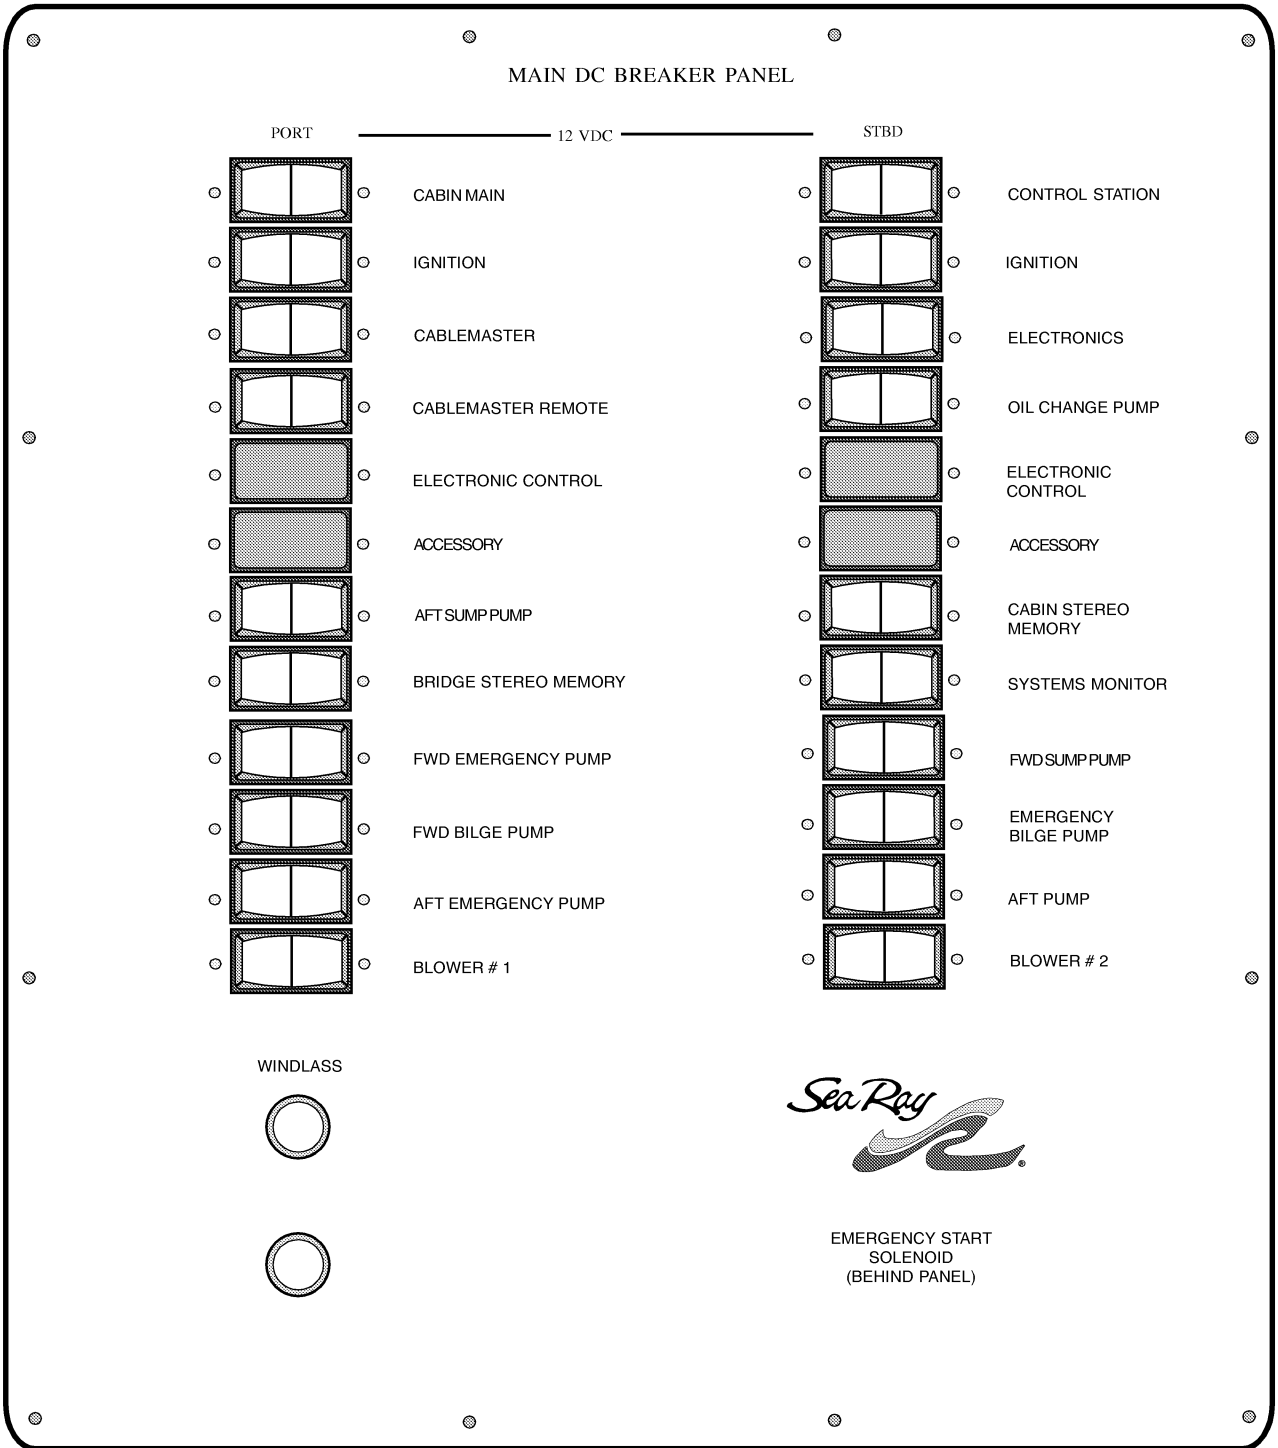 MAIN DC BREAKER PANEL
PORT
12 VDC
STBD
CABIN MAIN
IGNITION
CABLEMASTER
CABLEMASTER REMOTE
ELECTRONIC CONTROL
ACCESSORY
AFT SUMP PUMP
BRIDGE STEREO MEMORY
FWD EMERGENCY PUMP
FWD BILGE PUMP
AFT EMERGENCY PUMP
BLOWER # 1
CONTROL STATION
IGNITION
ELECTRONICS
OIL CHANGE PUMP
ELECTRONIC
CONTROL
ACCESSORY
CABIN STEREO
MEMORY
SYSTEMS MONITOR
FWD SUMP PUMP
EMERGENCY
BILGE PUMP
AFT PUMP
BLOWER # 2
WINDLASS
Sea Ray
®
EMERGENCY START
SOLENOID
(BEHIND PANEL)